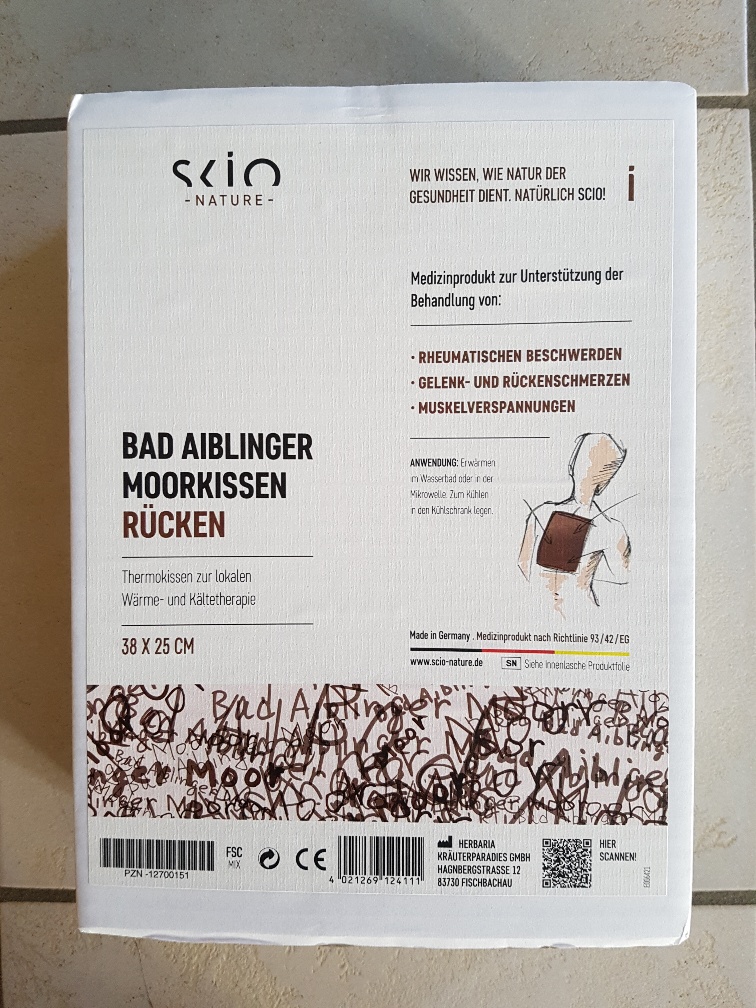 SCIO
-NATURE-
WIR WISSEN, WIE NATUR DER
GESUNDHEIT DIENT. NATÜRLICH SCIO!
i
Medizinprodukt zur Unterstützung der
Behandlung von:
· RHEUMATISCHEN BESCHWERDEN
· GELENK- UND RÜCKENSCHMERZEN
· MUSKELVERSPANNUNGEN
BAD AIBLINGER
MOORKISSEN
RÜCKEN
Thermokissen zur lokalen
Wärme- und Kältetherapie
38 X 25 CM
ANWENDUNG: Erwärmen
im Wasserbad oder in der
Mikrowelle. Zum Kühlen
in den Kühlschrank legen.
Made in Germany . Medizinprodukt nach Richtlinie 93/42/EG
www.scio-nature.de SN Siehe Innenlasche Produktfolie
Bad Aiblinger Moor
PZN -12700151
FSC
MIX
CE
4 021269 124111
HERBARIA
KRÄUTERPARADIES GMBH
HAGNBERGSTRASSE 12
83730 FISCHBACHAU
HIER
SCANNEN!